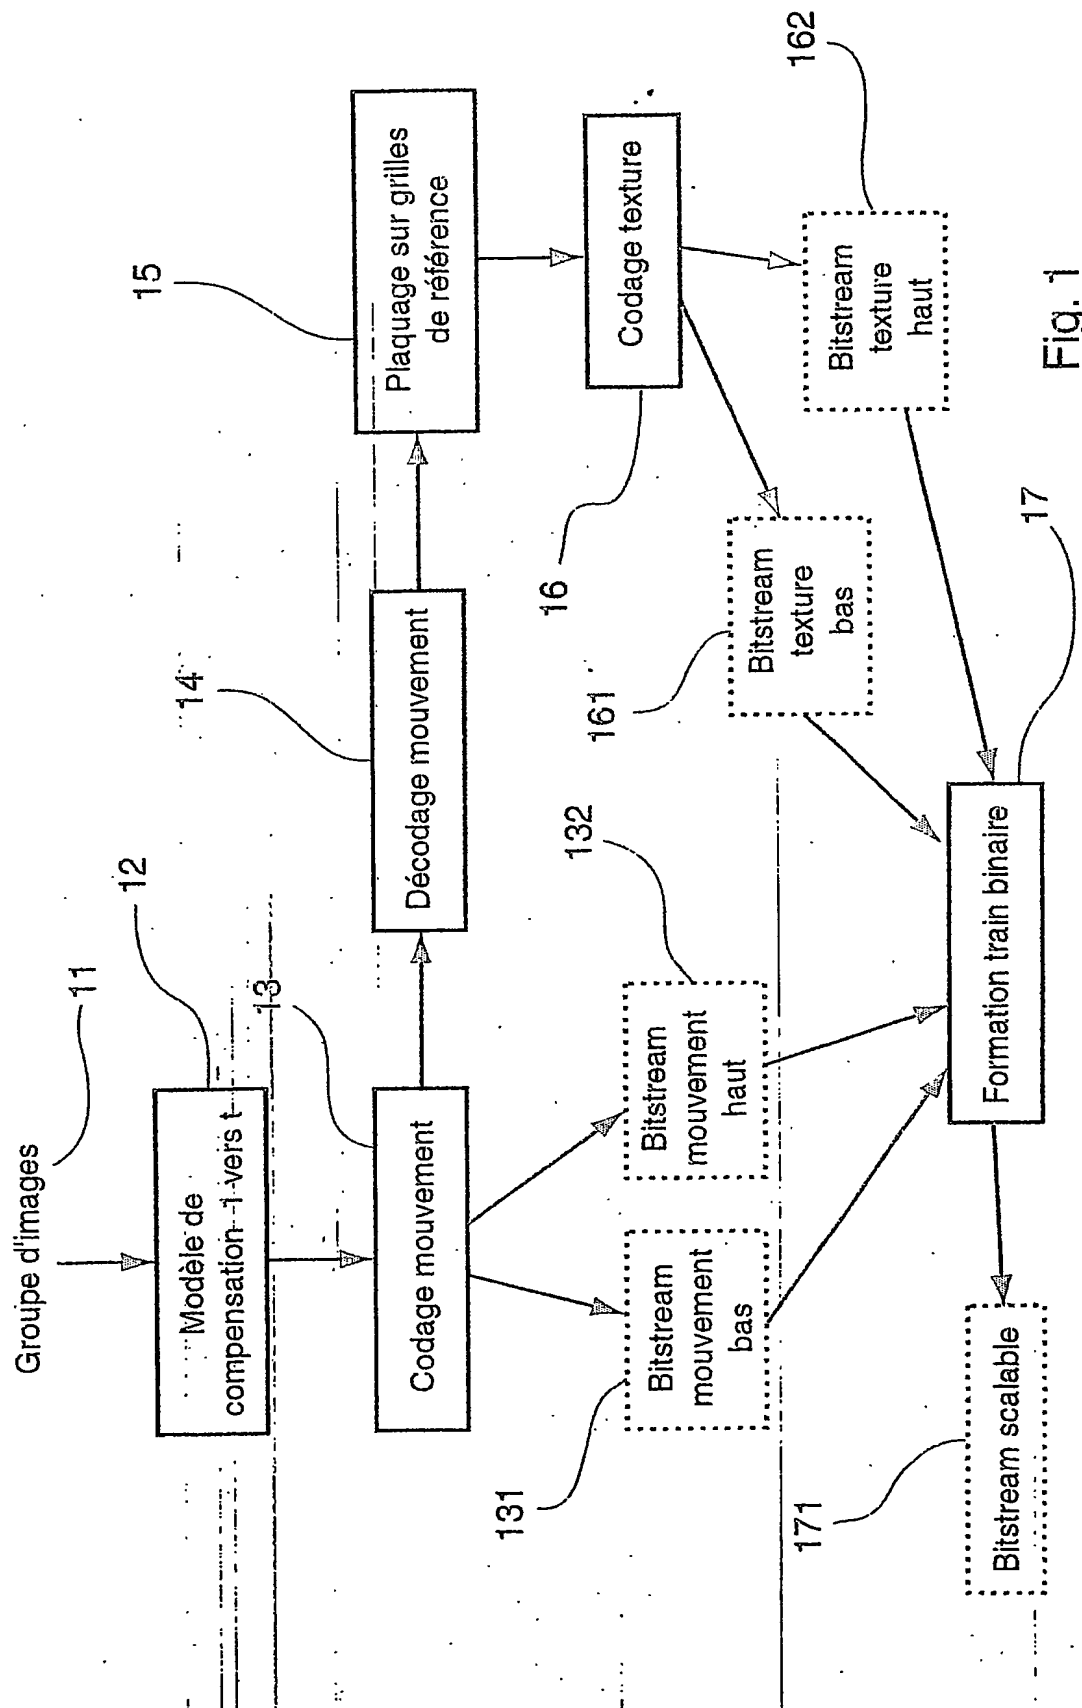 Groupe d'images
11
Modèle de
compensation 1 vers t
12
Codage mouvement
13
Décodage mouvement
14
Plaquage sur grilles
de référence
15
Codage texture
16
Bitstream
mouvement
bas
131
Bitstream
mouvement
haut
132
Bitstream
texture
bas
161
Bitstream
texture
haut
162
Formation train binaire
17
Bitstream scalable
171
Fig. 1